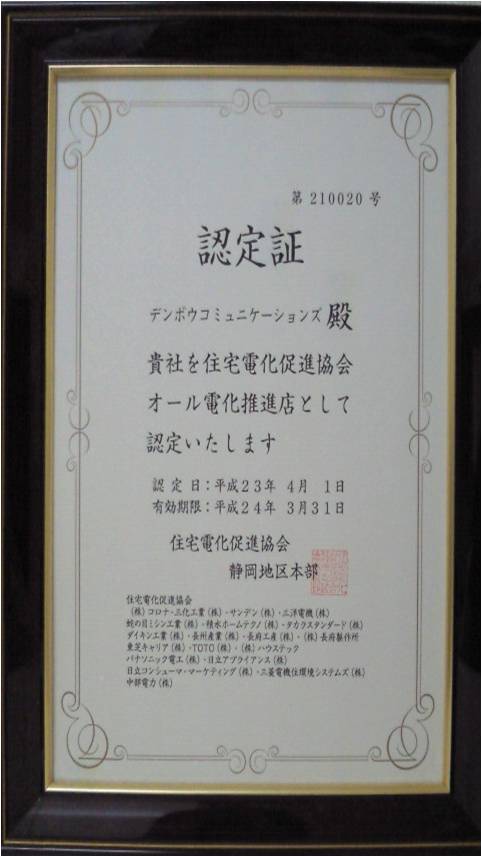 第 210020 号
認定証
デンポウコミュニケーションズ 殿
貴社を住宅電化促進協会
オール電化推進店として
認定いたします
認 定 日：平成23年 4月 1日
有効期限：平成24年 3月31日
住宅電化促進協会
静岡地区本部
住宅電化促進協会
(株)コロナ・三化工業(株)・サンデン(株)・三洋電機(株)
蛇の目ミシン工業(株)・積水ホームテクノ(株)・タカラスタンダード(株)
ダイキン工業(株)・長州産業(株)・長府工産(株)・(株)長府製作所
東芝キャリア(株)・TOTO(株)・(株)ハウステック
パナソニック電工(株)・日立アプライアンス(株)
日立コンシューマ・マーケティング(株)・三菱電機住環境システムズ(株)
中部電力(株)